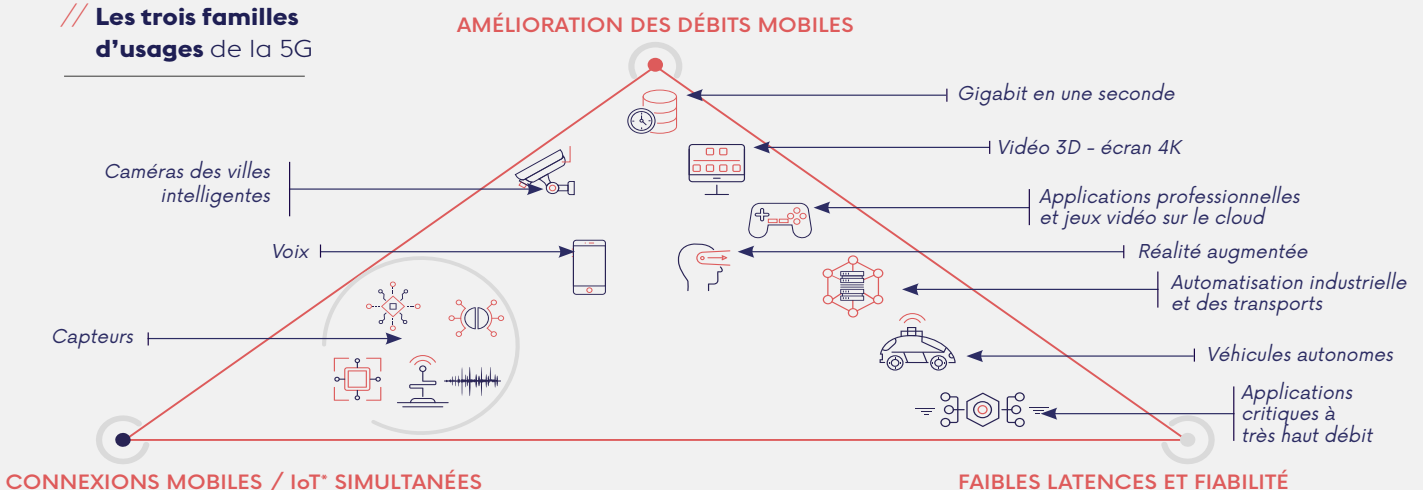 // Les trois familles
d'usages de la 5G
AMÉLIORATION DES DÉBITS MOBILES
Gigabit en une seconde
Vidéo 3D - écran 4K
Caméras des villes
intelligentes
Applications professionnelles
et jeux vidéo sur le cloud
Voix
Réalité augmentée
Automatisation industrielle
et des transports
Capteurs
Véhicules autonomes
Applications
critiques à
très haut débit
CONNEXIONS MOBILES / IoT* SIMULTANÉES
FAIBLES LATENCES ET FIABILITÉ